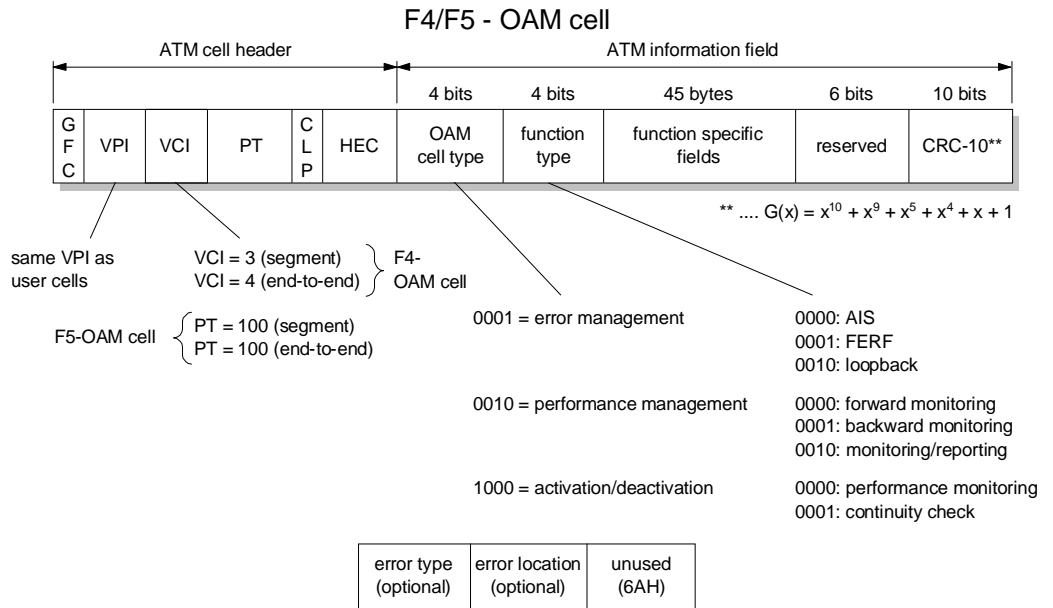 F4/F5 - OAM cell
ATM cell header
ATM information field
4 bits
4 bits
45 bytes
6 bits
10 bits
GFC
VPI
VCI
PT
CLP
HEC
OAM
cell type
function
type
function specific
fields
reserved
CRC-10**
** .... G(x) = x¹⁰ + x⁹ + x⁵ + x⁴ + x + 1
same VPI as
user cells
VCI = 3 (segment)
VCI = 4 (end-to-end)
F4-
OAM cell
F5-OAM cell
PT = 100 (segment)
PT = 100 (end-to-end)
0001 = error management
0000: AIS
0001: FERF
0010: loopback
0010 = performance management
0000: forward monitoring
0001: backward monitoring
0010: monitoring/reporting
1000 = activation/deactivation
0000: performance monitoring
0001: continuity check
error type
(optional)
error location
(optional)
unused
(6AH)